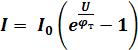 I = I₀ (e^{U/φ_T} − 1)